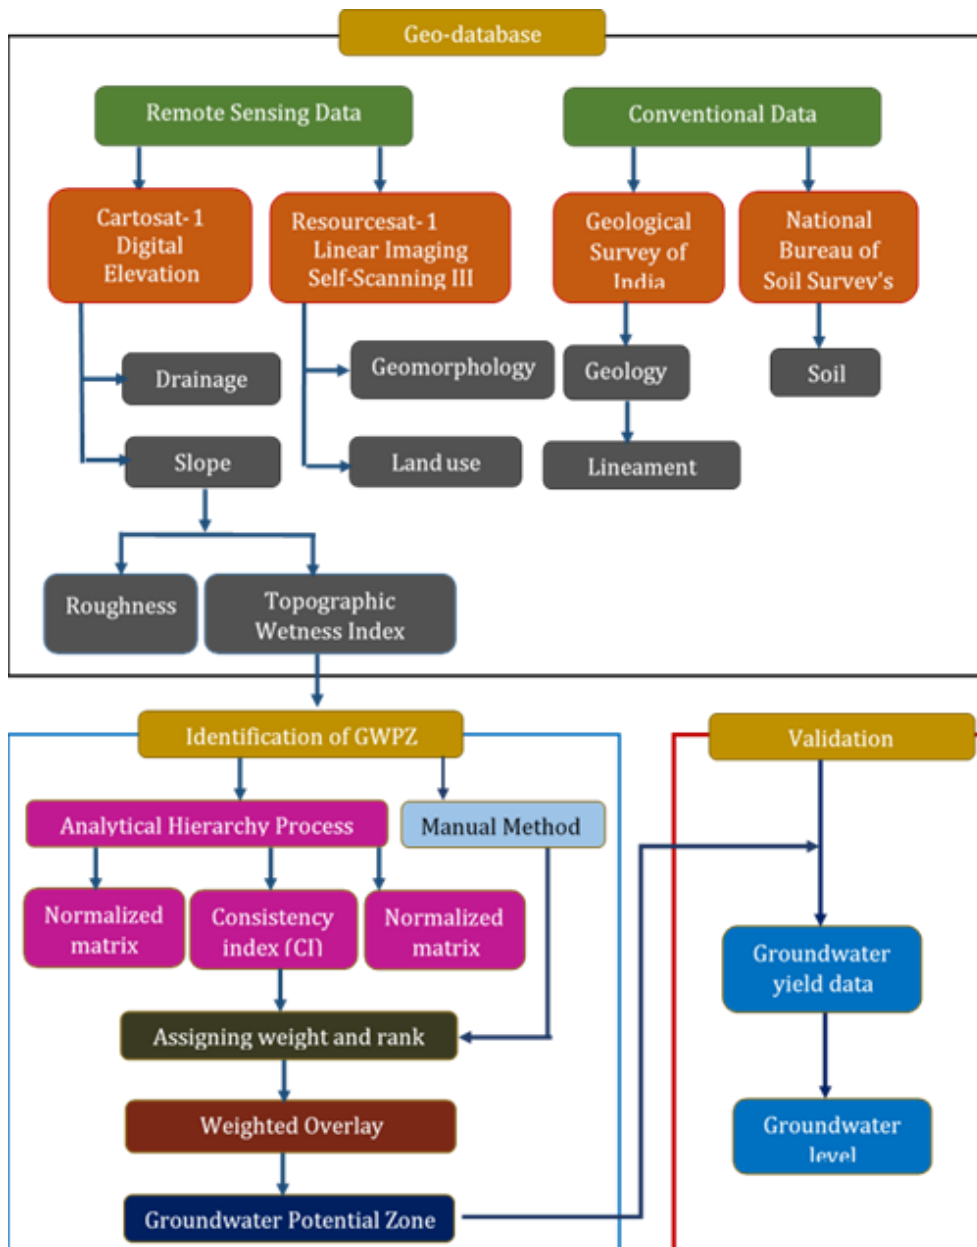 Geo-database
Remote Sensing Data
Conventional Data
Cartosat- 1
Digital
Elevation
Resourcesat- 1
Linear Imaging
Self-Scanning III
Geological
Survey of
India
National
Bureau of
Soil Survey's
Drainage
Geomorphology
Geology
Soil
Slope
Land use
Lineament
Roughness
Topographic
Wetness Index
Identification of GWPZ
Validation
Analytical Hierarchy Process
Manual Method
Normalized
matrix
Consistency
index (CI)
Normalized
matrix
Groundwater
yield data
Assigning weight and rank
Weighted Overlay
Groundwater
level
Groundwater Potential Zone